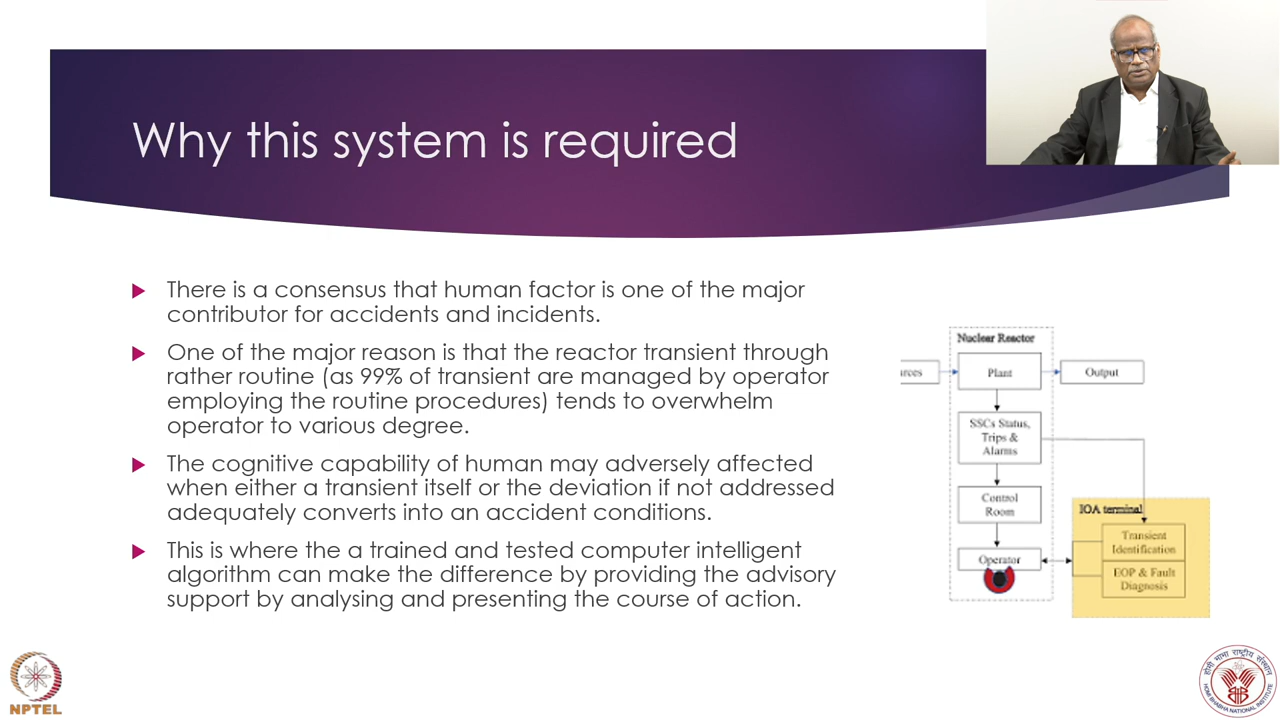 Why this system is required
There is a consensus that human factor is one of the major
contributor for accidents and incidents.
One of the major reason is that the reactor transient through
rather routine (as 99% of transient are managed by operator
employing the routine procedures) tends to overwhelm
operator to various degree.
The cognitive capability of human may adversely affected
when either a transient itself or the deviation if not addressed
adequately converts into an accident conditions.
This is where the a trained and tested computer intelligent
algorithm can make the difference by providing the advisory
support by analysing and presenting the course of action.
Nuclear Reactor
Plant
Output
SSCs Status,
Trips &
Alarms
Control
Room
Operator
IOA terminal
Transient
Identification
EOP & Fault
Diagnosis
NPTEL
होमी भाभा राष्ट्रीय संस्थान
HOMI BHABHA NATIONAL INSTITUTE